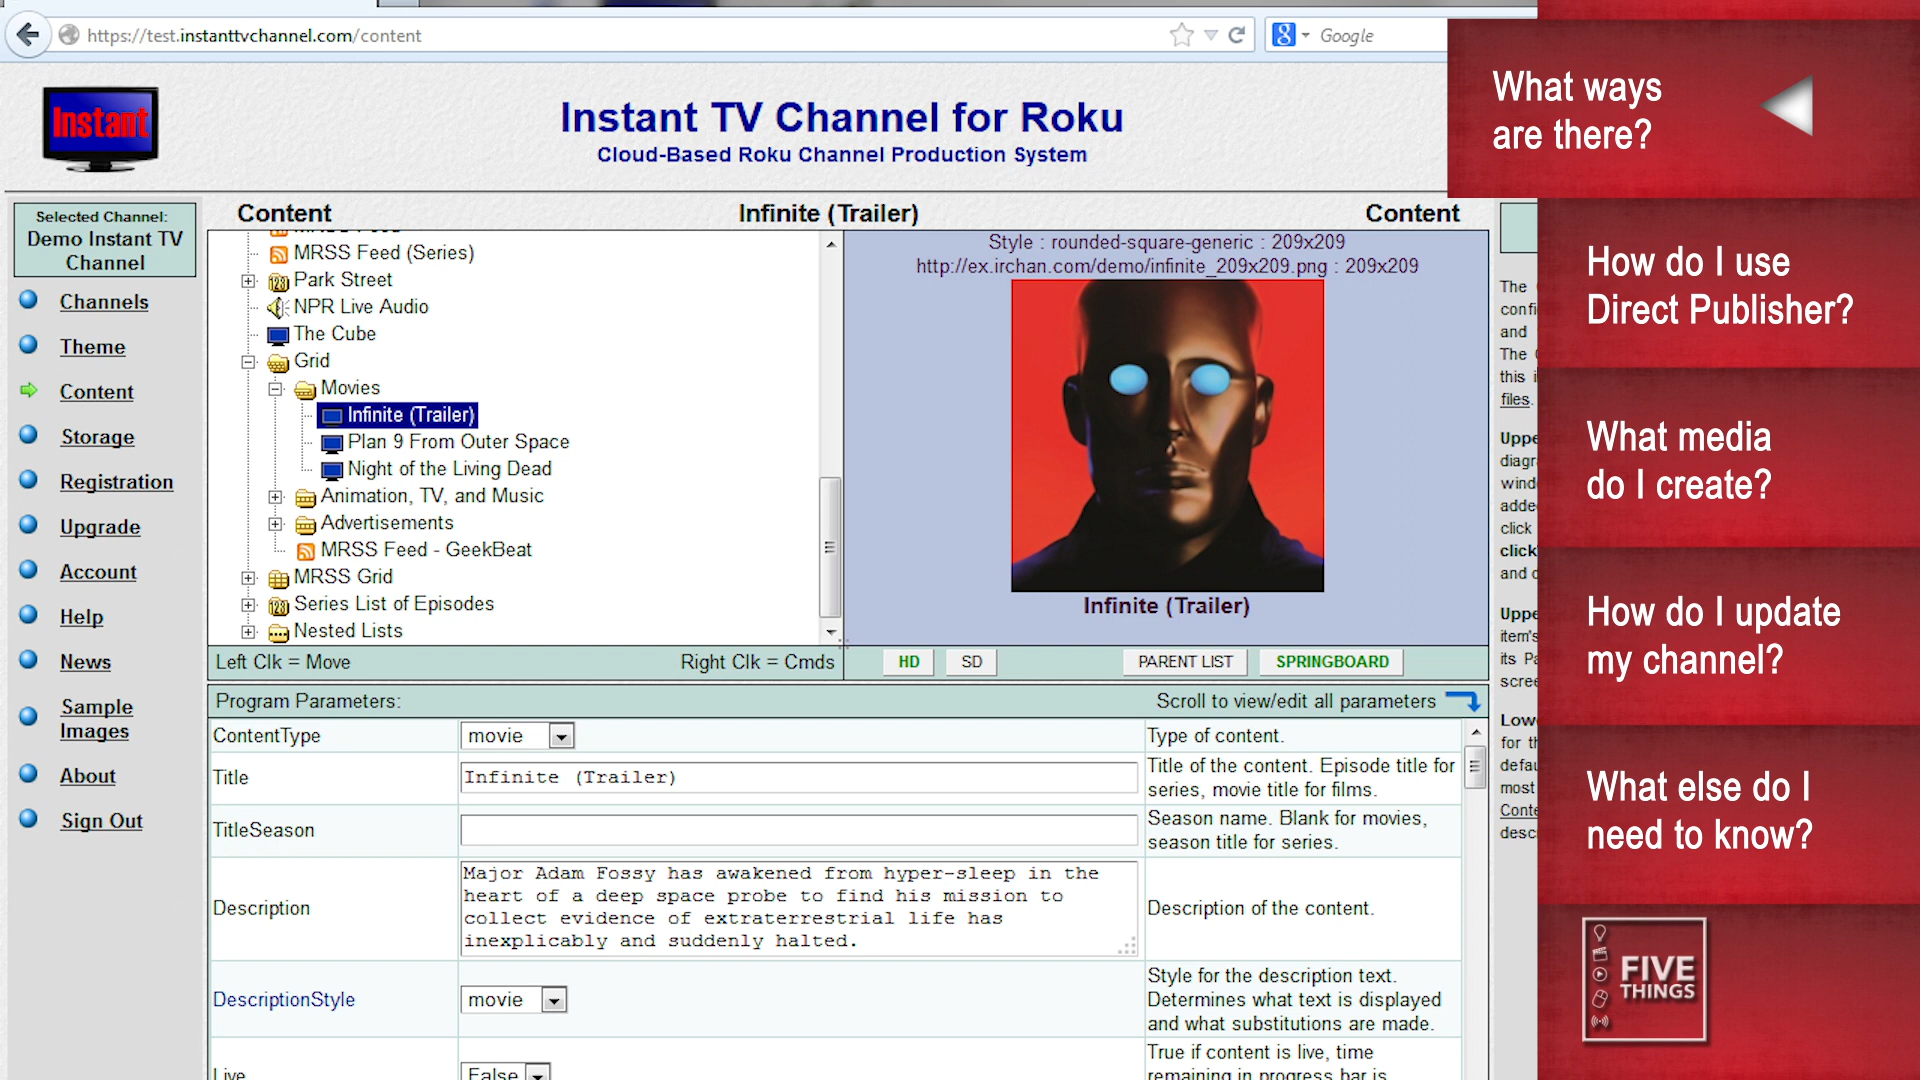 https://test.instanttvchannel.com/content
Google
Instant
Instant TV Channel for Roku
Cloud-Based Roku Channel Production System
Selected Channel:
Demo Instant TV
Channel
Channels
Theme
Content
Storage
Registration
Upgrade
Account
Help
News
Sample
Images
About
Sign Out
Content
Infinite (Trailer)
Content
MRSS Feed (Series)
Park Street
NPR Live Audio
The Cube
Grid
Movies
Infinite (Trailer)
Plan 9 From Outer Space
Night of the Living Dead
Animation, TV, and Music
Advertisements
MRSS Feed - GeekBeat
MRSS Grid
Series List of Episodes
Nested Lists
Left Clk = Move
Right Clk = Cmds
Style : rounded-square-generic : 209x209
http://ex.irchan.com/demo/infinite_209x209.png : 209x209
Infinite (Trailer)
HD
SD
PARENT LIST
SPRINGBOARD
Program Parameters:
Scroll to view/edit all parameters
ContentType
movie
Type of content.
Title
Infinite (Trailer)
Title of the content. Episode title for
series, movie title for films.
TitleSeason
Season name. Blank for movies,
season title for series.
Description
Major Adam Fossy has awakened from hyper-sleep in the
heart of a deep space probe to find his mission to
collect evidence of extraterrestrial life has
inexplicably and suddenly halted.
Description of the content.
DescriptionStyle
movie
Style for the description text.
Determines what text is displayed
and what substitutions are made.
Live
False
True if content is live, time
remaining in progress bar is
The
and
The
files.
click
click
and
What ways
are there?
How do I use
Direct Publisher?
What media
do I create?
How do I update
my channel?
What else do I
need to know?
FIVE
THINGS